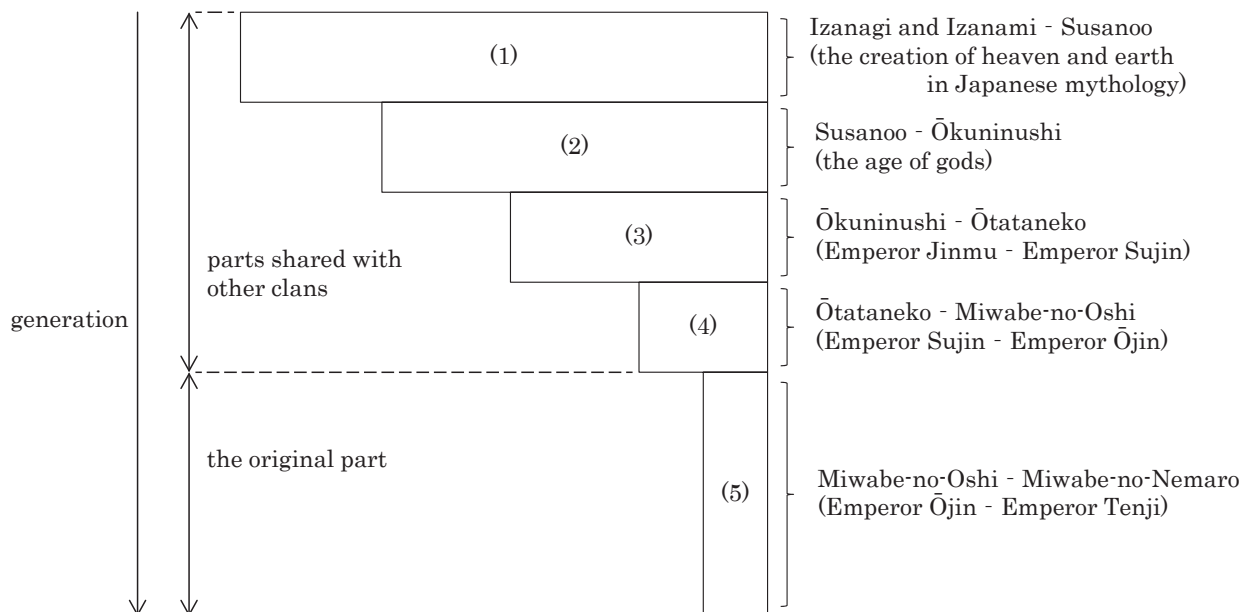 (1)
Izanagi and Izanami - Susanoo
(the creation of heaven and earth
in Japanese mythology)
(2)
Susanoo - Ōkuninushi
(the age of gods)
(3)
Ōkuninushi - Ōtataneko
(Emperor Jinmu - Emperor Sujin)
parts shared with
other clans
generation
(4)
Ōtataneko - Miwabe-no-Oshi
(Emperor Sujin - Emperor Ōjin)
the original part
(5)
Miwabe-no-Oshi - Miwabe-no-Nemaro
(Emperor Ōjin - Emperor Tenji)